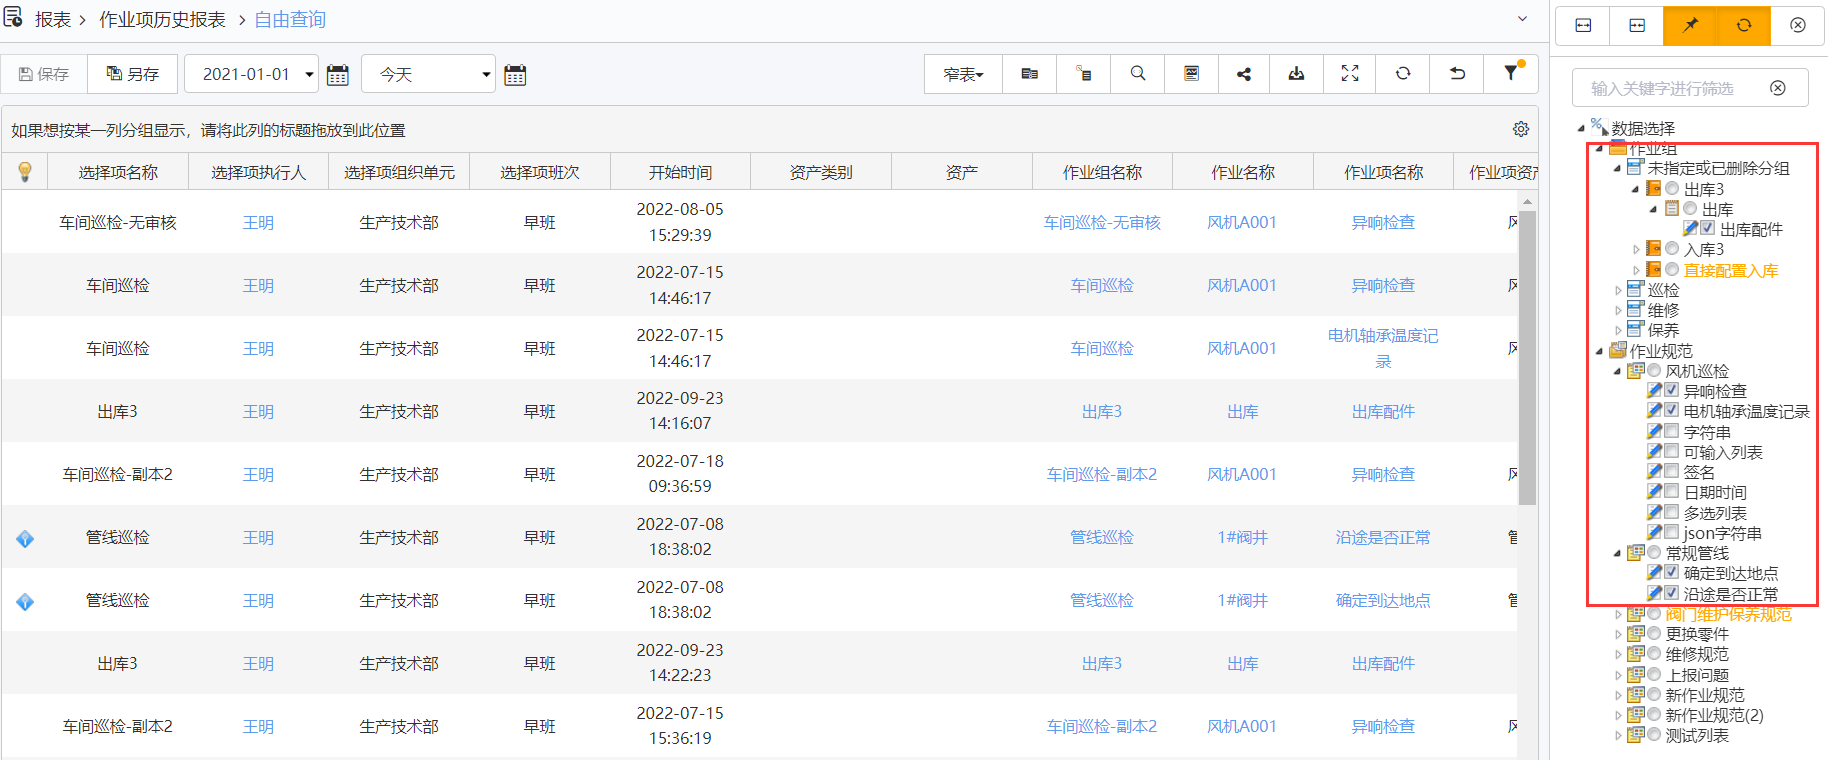 报表 > 作业项历史报表 > 自由查询
保存 另存 2021-01-01 今天 窄表
如果想按某一列分组显示，请将此列的标题拖放到此位置
选择项名称 选择项执行人 选择项组织单元 选择项班次 开始时间 资产类别 资产 作业组名称 作业名称 作业项名称 作业项资产
车间巡检-无审核 王明 生产技术部 早班 2022-08-05 15:29:39 车间巡检-无审核 风机A001 异响检查 风
车间巡检 王明 生产技术部 早班 2022-07-15 14:46:17 车间巡检 风机A001 异响检查 风
车间巡检 王明 生产技术部 早班 2022-07-15 14:46:17 车间巡检 风机A001 电机轴承温度记录 风
出库3 王明 生产技术部 早班 2022-09-23 14:16:07 出库3 出库 出库配件
车间巡检-副本2 王明 生产技术部 早班 2022-07-18 09:36:59 车间巡检-副本2 风机A001 异响检查 风
管线巡检 王明 生产技术部 早班 2022-07-08 18:38:02 管线巡检 1#阀井 沿途是否正常 管
管线巡检 王明 生产技术部 早班 2022-07-08 18:38:02 管线巡检 1#阀井 确定到达地点 管
出库3 王明 生产技术部 早班 2022-09-23 14:22:23 出库3 出库 出库配件
车间巡检-副本2 王明 生产技术部 早班 2022-07-15 15:36:19 车间巡检-副本2 风机A001 异响检查 风
输入关键字进行筛选
数据选择
作业组
未指定或已删除分组
出库3
出库
出库配件
入库3
直接配置入库
巡检
维修
保养
作业规范
风机巡检
异响检查
电机轴承温度记录
字符串
可输入列表
签名
日期时间
多选列表
json字符串
常规管线
确定到达地点
沿途是否正常
阀门维护保养规范
更换零件
维修规范
上报问题
新作业规范
新作业规范(2)
测试列表